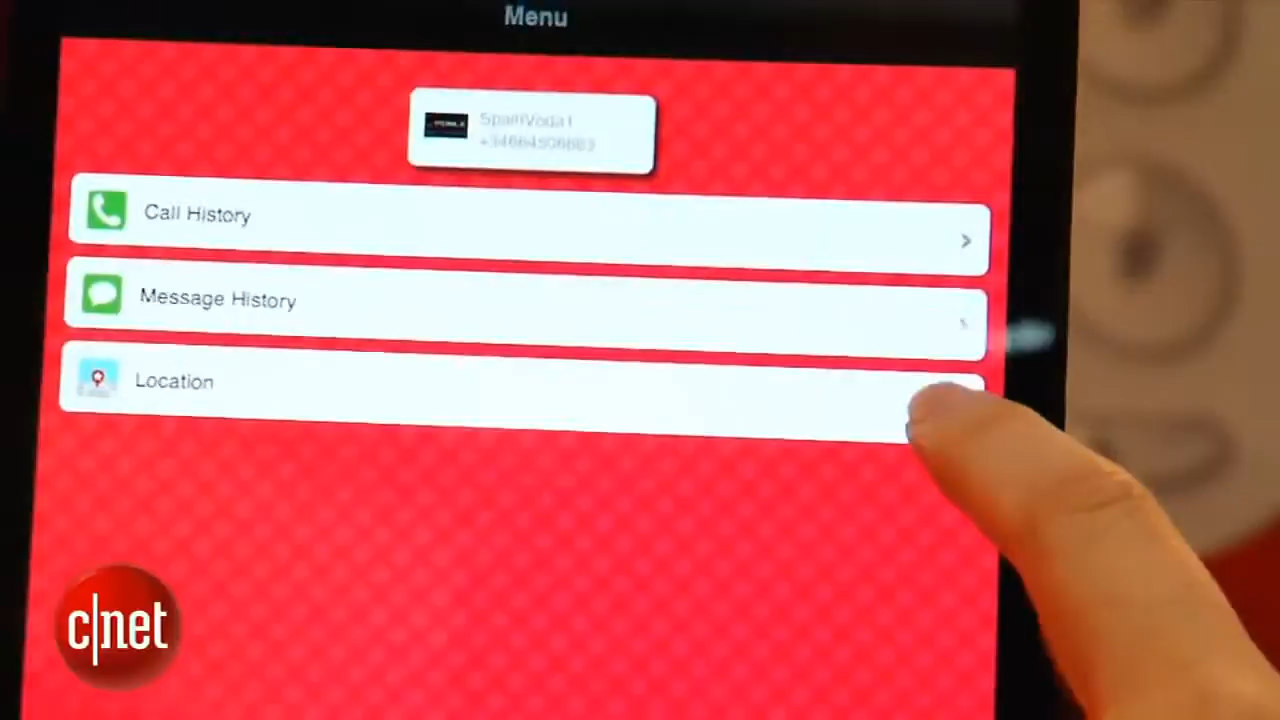 Menu
Call History
Message History
Location
c|net